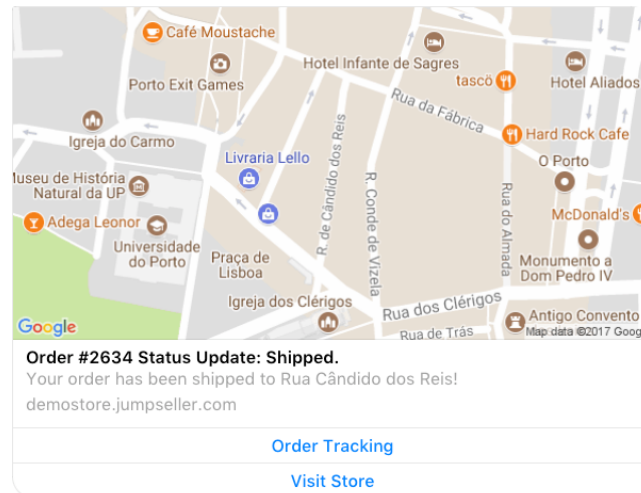 Café Moustache
Hotel Infante de Sagres
Porto Exit Games
tascö
Hotel Aliados
Rua da Fábrica
Igreja do Carmo
Hard Rock Cafe
Livraria Lello
R. de Cândido dos Reis
O Porto
Museu de História
Natural da UP
R. Conde de Vizela
Rua do Almada
Adega Leonor
McDonald's
Universidade
do Porto
Praça de
Lisboa
Monumento a
Dom Pedro IV
Igreja dos Clérigos
Rua dos Clérigos
Antigo Convento
Google
Rua de Trás
Map data ©2017 Goog
Order #2634 Status Update: Shipped.
Your order has been shipped to Rua Cândido dos Reis!
demostore.jumpseller.com
Order Tracking
Visit Store